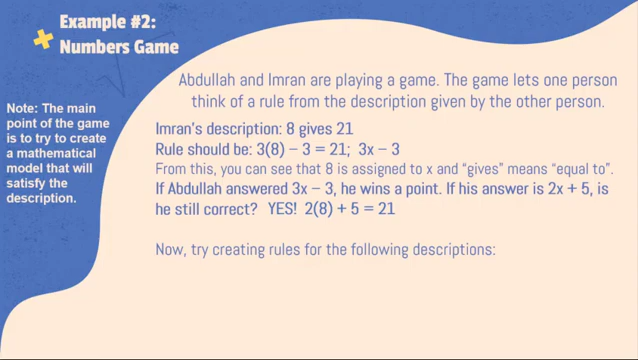 Example #2:
Numbers Game
Note: The main
point of the game
is to try to create
a mathematical
model that will
satisfy the
description.
Abdullah and Imran are playing a game. The game lets one person
think of a rule from the description given by the other person.
Imran's description: 8 gives 21
Rule should be: 3(8) − 3 = 21; 3x − 3
From this, you can see that 8 is assigned to x and “gives” means “equal to”.
If Abdullah answered 3x − 3, he wins a point. If his answer is 2x + 5, is
he still correct? YES! 2(8) + 5 = 21
Now, try creating rules for the following descriptions: